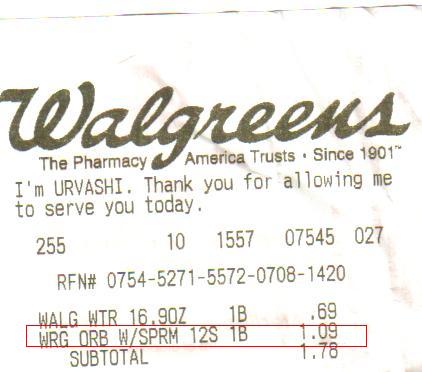 Walgreens
The Pharmacy America Trusts · Since 1901™
I'm URVASHI. Thank you for allowing me
to serve you today.
255 10 1557 07545 027
RFN# 0754-5271-5572-0708-1420
WALG WTR 16.9OZ 1B .69
WRG ORB W/SPRM 12S 1B 1.09
SUBTOTAL 1.78